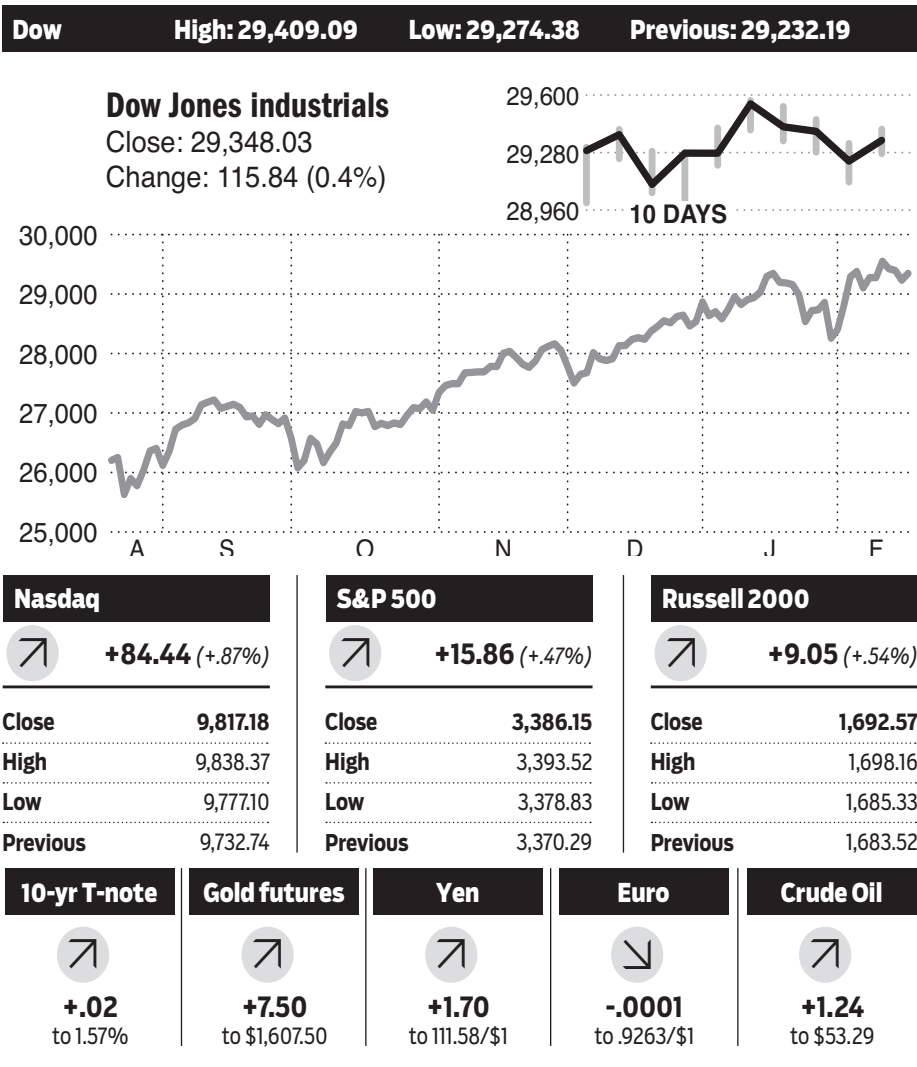 Dow High: 29,409.09 Low: 29,274.38 Previous: 29,232.19
Dow Jones industrials
Close: 29,348.03
Change: 115.84 (0.4%)
29,600
29,280
28,960
10 DAYS
30,000
29,000
28,000
27,000
26,000
25,000
A S O N D J F
Nasdaq
+84.44 (+.87%)
Close 9,817.18
High 9,838.37
Low 9,777.10
Previous 9,732.74
S&P 500
+15.86 (+.47%)
Close 3,386.15
High 3,393.52
Low 3,378.83
Previous 3,370.29
Russell 2000
+9.05 (+.54%)
Close 1,692.57
High 1,698.16
Low 1,685.33
Previous 1,683.52
10-yr T-note
+.02
to 1.57%
Gold futures
+7.50
to $1,607.50
Yen
+1.70
to 111.58/$1
Euro
-.0001
to .9263/$1
Crude Oil
+1.24
to $53.29